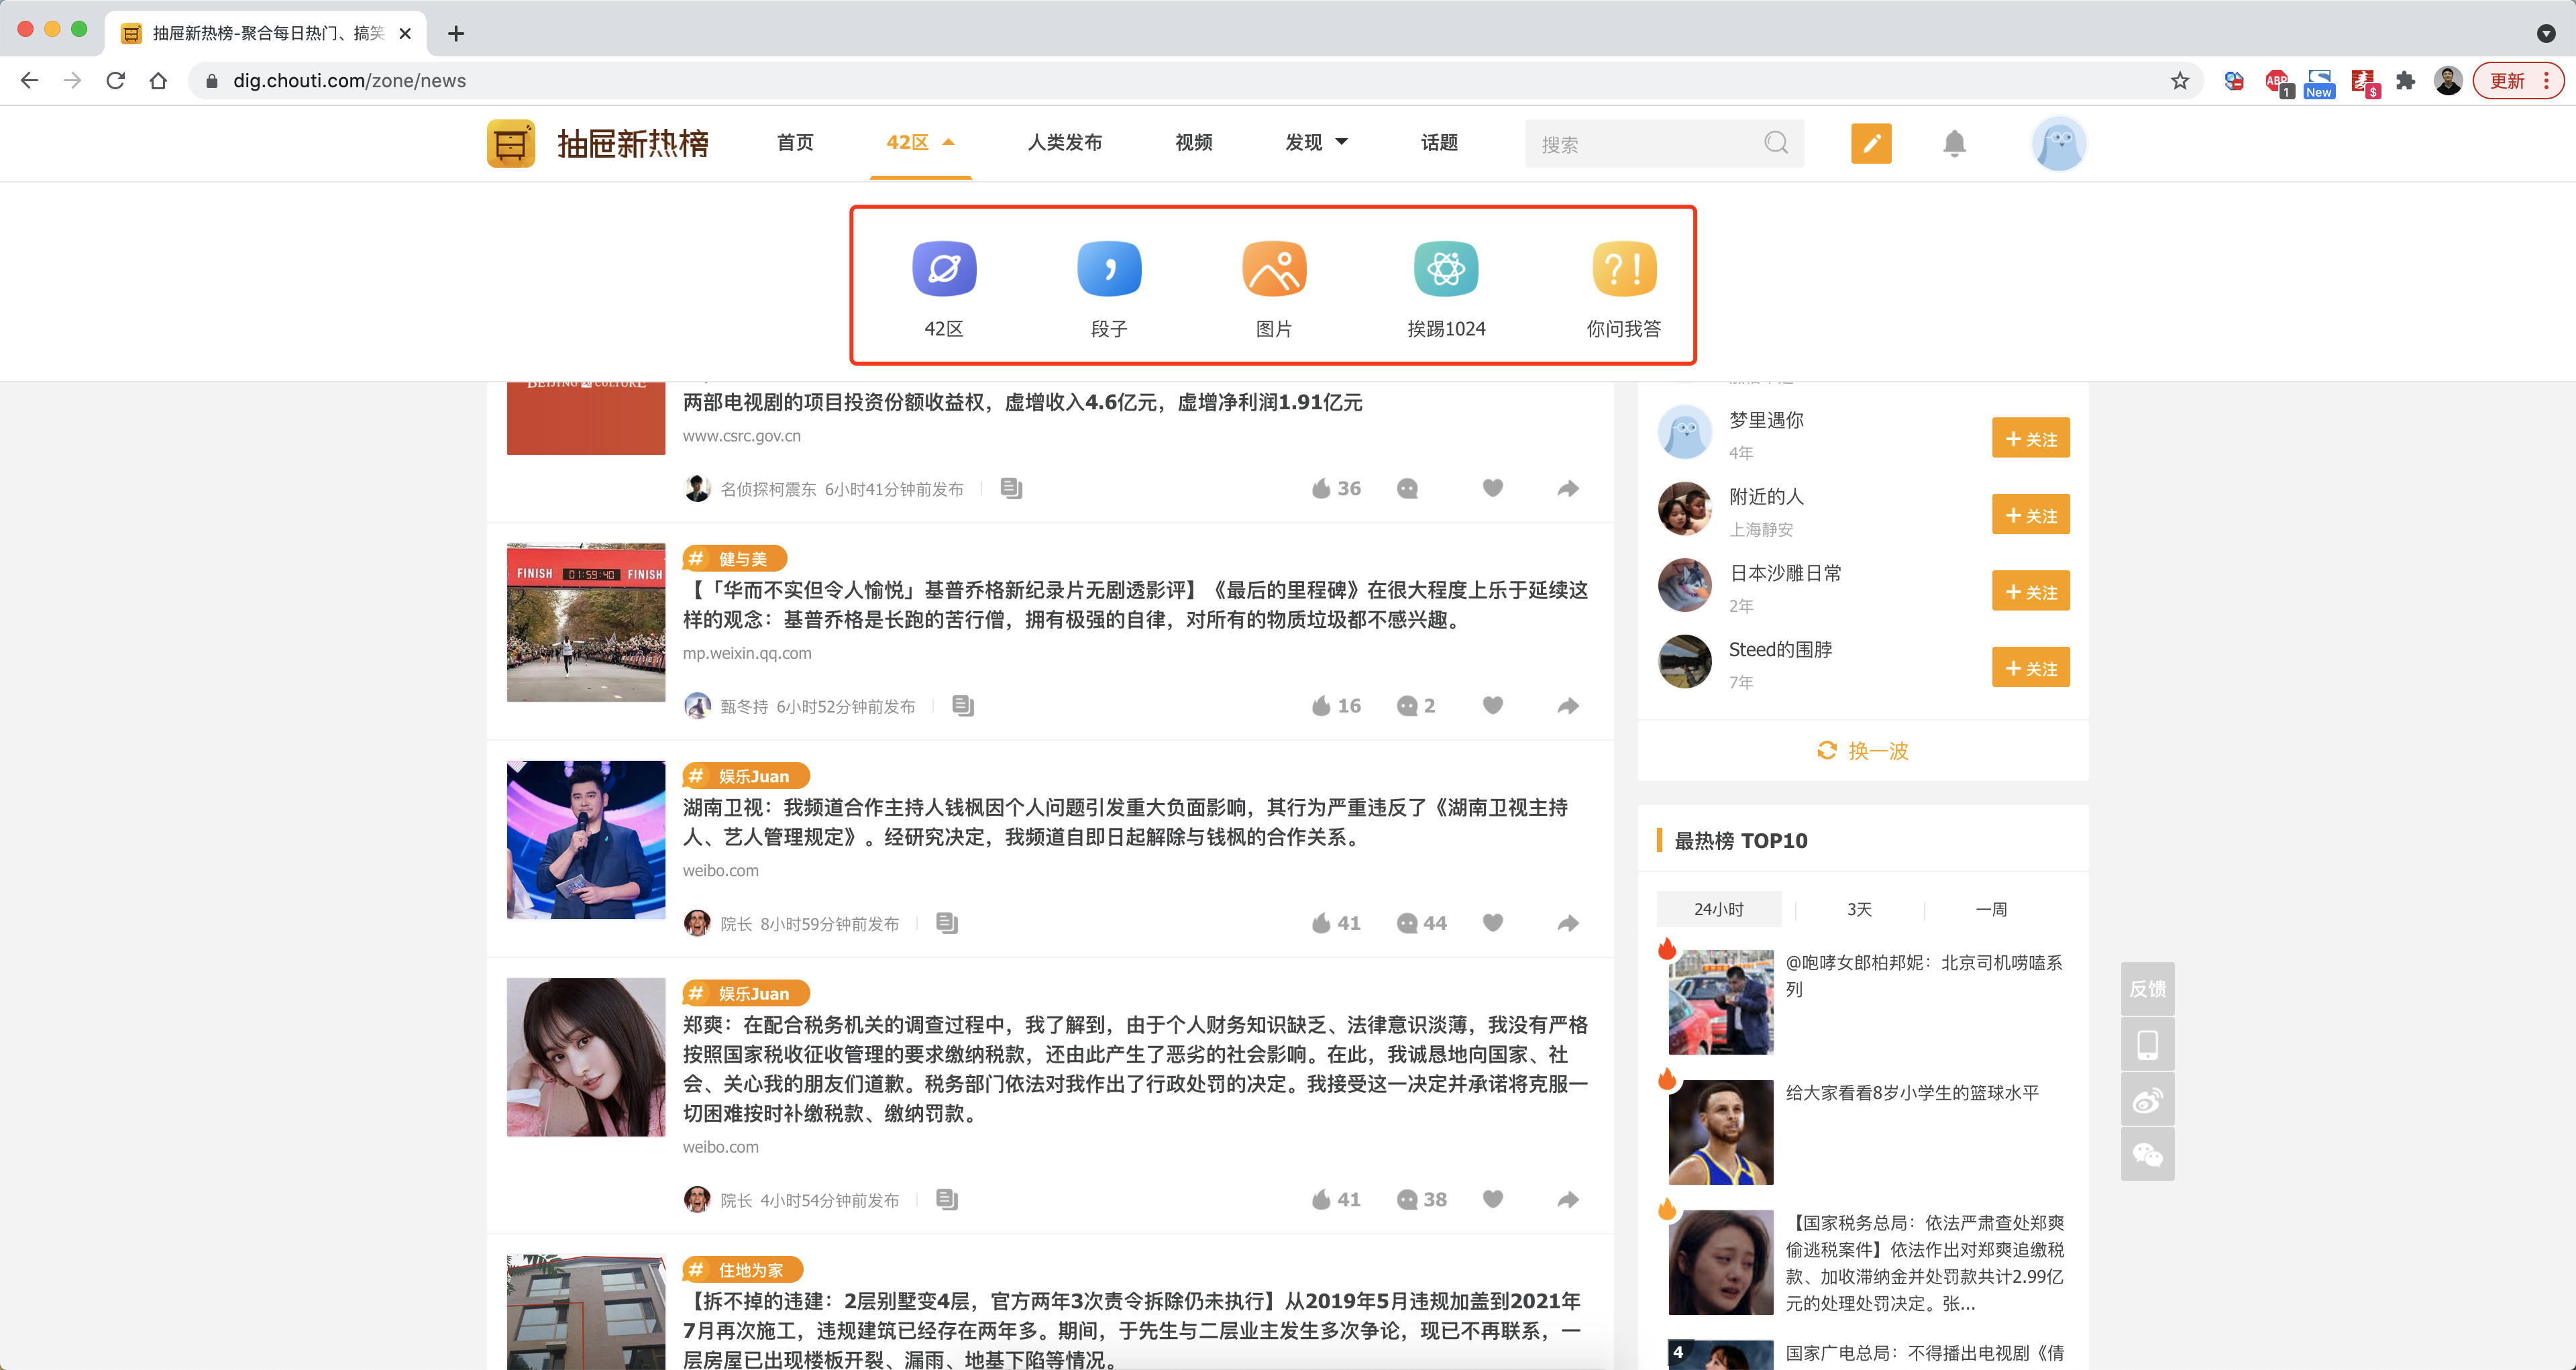 抽屉新热榜-聚合每日热门、搞笑
dig.chouti.com/zone/news
ABP
1
New
$
更新
抽屉新热榜
首页
42区
人类发布
视频
发现
话题
搜索
42区
段子
图片
挨踢1024
你问我答
两部电视剧的项目投资份额收益权，虚增收入4.6亿元，虚增净利润1.91亿元
www.csrc.gov.cn
名侦探柯震东 6小时41分钟前发布
36
FINISH 01:59:40 FINISH
# 健与美
【「华而不实但令人愉悦」基普乔格新纪录片无剧透影评】《最后的里程碑》在很大程度上乐于延续这
样的观念：基普乔格是长跑的苦行僧，拥有极强的自律，对所有的物质垃圾都不感兴趣。
mp.weixin.qq.com
甄冬持 6小时52分钟前发布
16
2
# 娱乐Juan
湖南卫视：我频道合作主持人钱枫因个人问题引发重大负面影响，其行为严重违反了《湖南卫视主持
人、艺人管理规定》。经研究决定，我频道自即日起解除与钱枫的合作关系。
weibo.com
院长 8小时59分钟前发布
41
44
# 娱乐Juan
郑爽：在配合税务机关的调查过程中，我了解到，由于个人财务知识缺乏、法律意识淡薄，我没有严格
按照国家税收征收管理的要求缴纳税款，还由此产生了恶劣的社会影响。在此，我诚恳地向国家、社
会、关心我的朋友们道歉。税务部门依法对我作出了行政处罚的决定。我接受这一决定并承诺将克服一
切困难按时补缴税款、缴纳罚款。
weibo.com
院长 4小时54分钟前发布
41
38
# 住地为家
【拆不掉的违建：2层别墅变4层，官方两年3次责令拆除仍未执行】从2019年5月违规加盖到2021年
7月再次施工，违规建筑已经存在两年多。期间，于先生与二层业主发生多次争论，现已不再联系，一
层房屋已出现楼板开裂、漏雨、地基下陷等情况。
梦里遇你
4年
+ 关注
附近的人
上海静安
+ 关注
日本沙雕日常
2年
+ 关注
Steed的围脖
7年
+ 关注
换一波
最热榜 TOP10
24小时
3天
一周
@咆哮女郎柏邦妮：北京司机唠嗑系
列
给大家看看8岁小学生的篮球水平
【国家税务总局：依法严肃查处郑爽
偷逃税案件】依法作出对郑爽追缴税
款、加收滞纳金并处罚款共计2.99亿
元的处理处罚决定。张...
4
国家广电总局：不得播出电视剧《倩
反馈